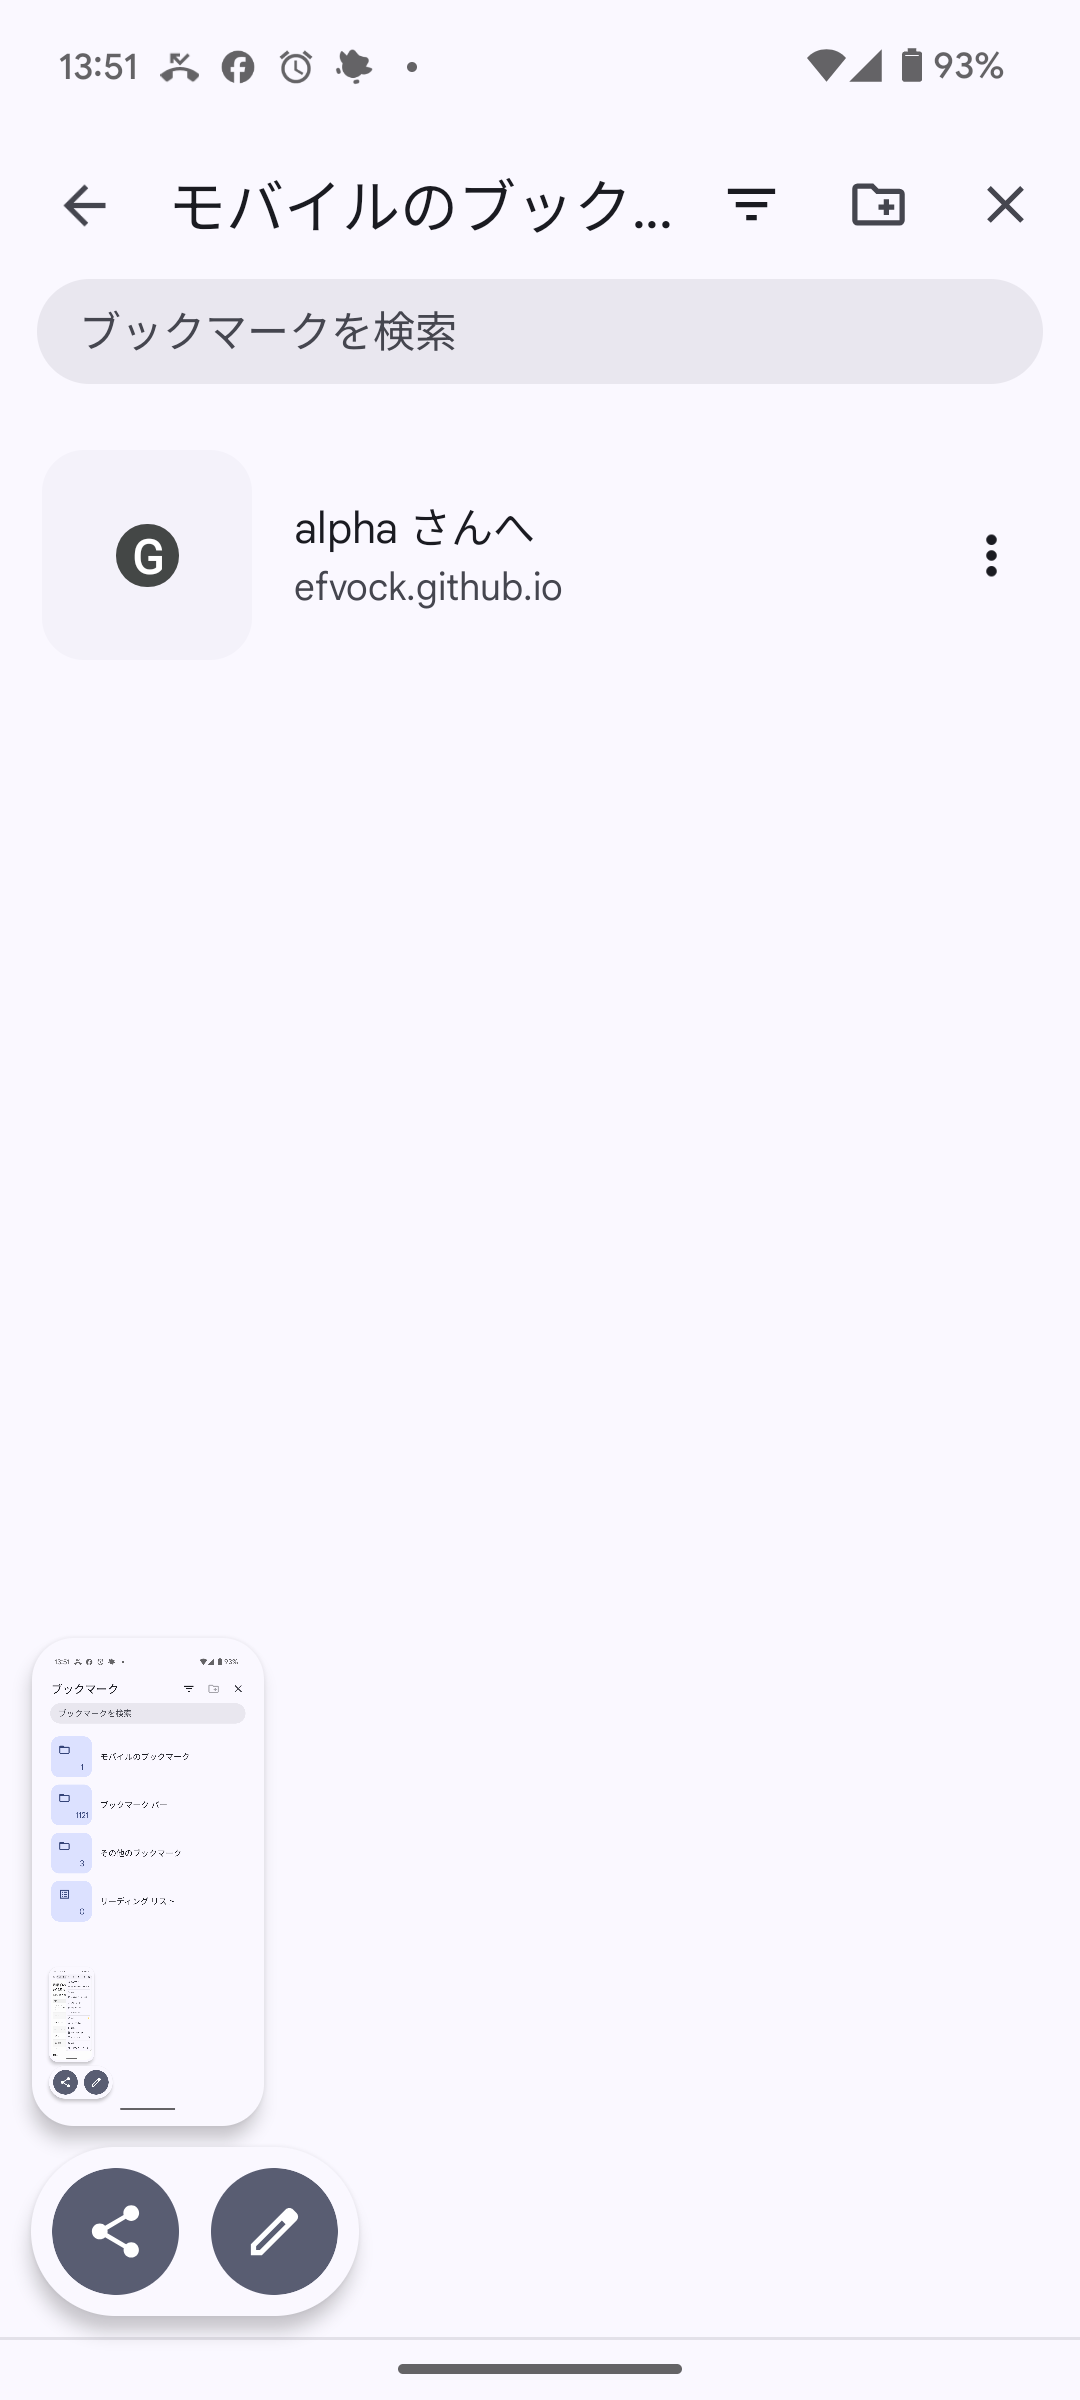 13:51 93%
モバイルのブック...
ブックマークを検索
G
alpha さんへ
efvock.github.io
13:51 93%
ブックマーク
ブックマークを検索
1
モバイルのブックマーク
1121
ブックマーク バー
3
その他のブックマーク
0
リーディング リスト